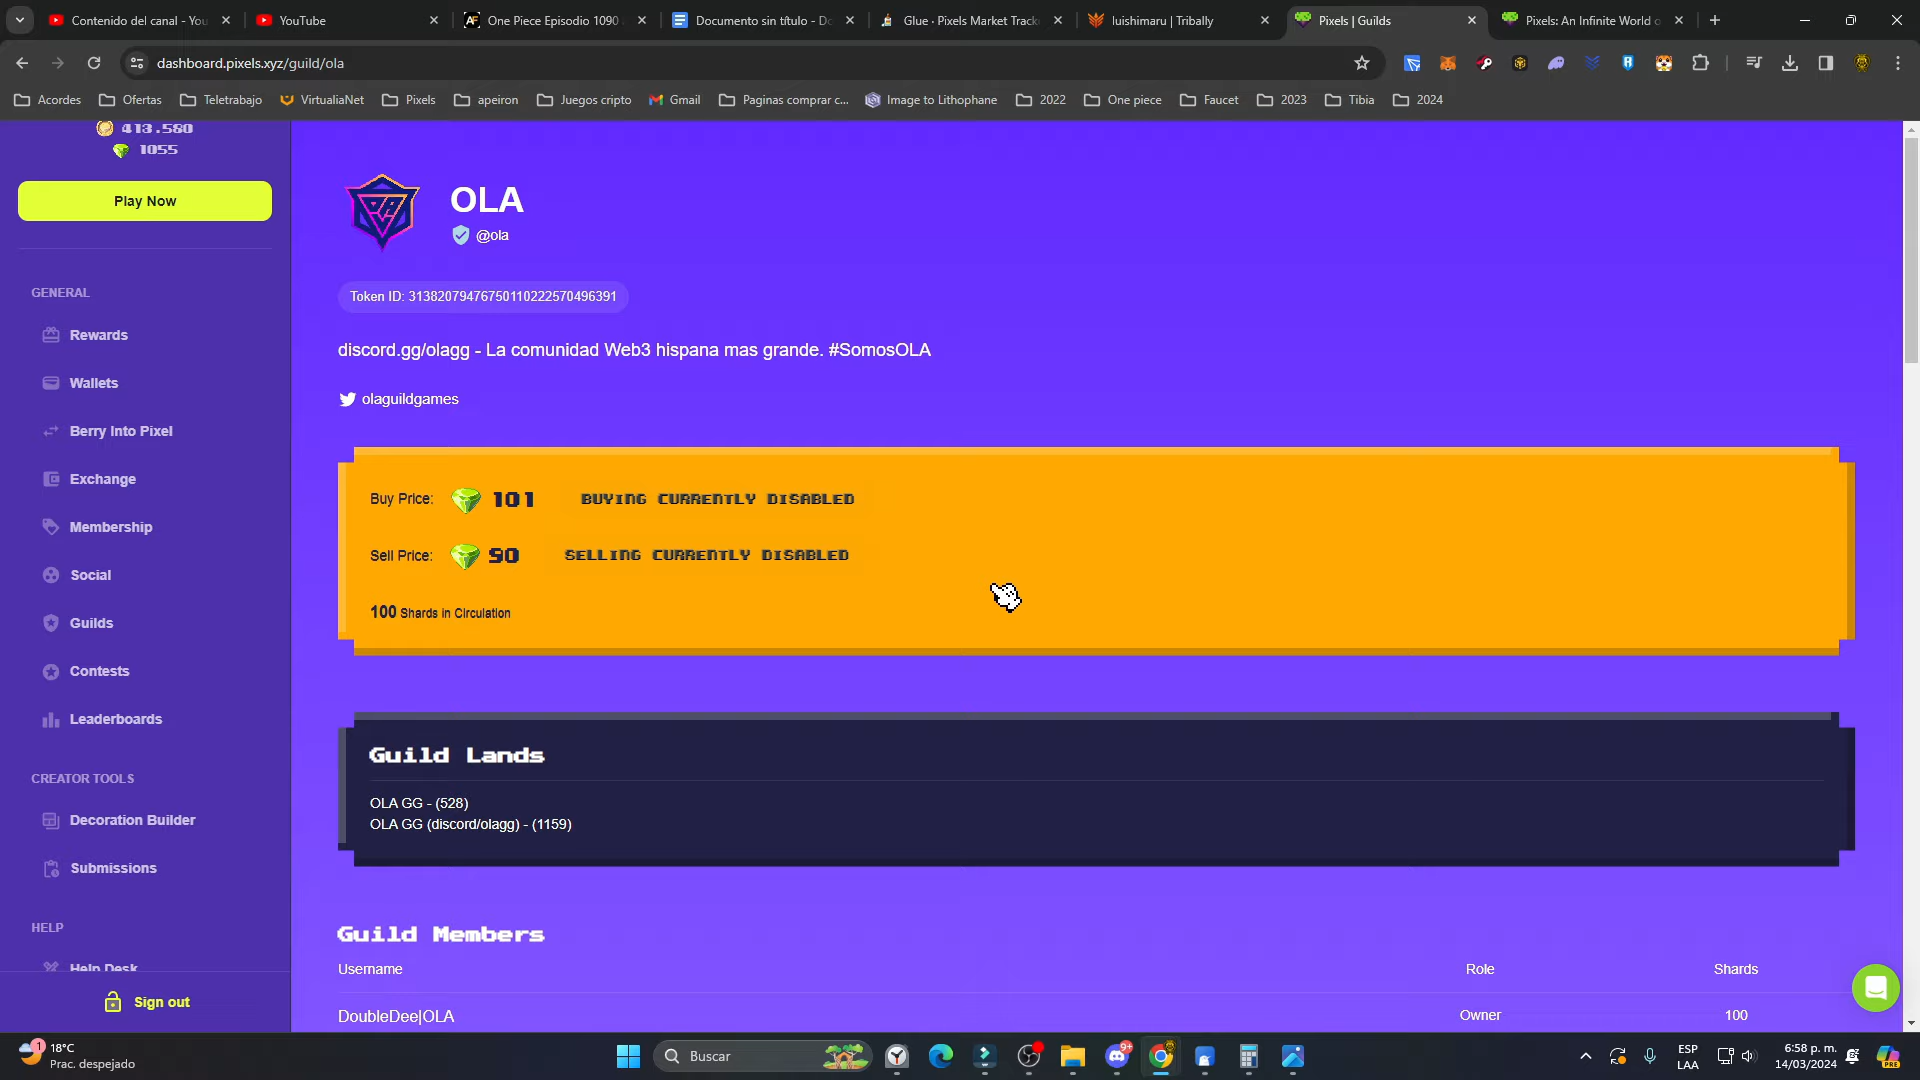 Contenido del canal - You
YouTube
One Piece Episodio 1090
Documento sin título - Do
Glue · Pixels Market Track
luishimaru | Tribally
Pixels | Guilds
Pixels: An Infinite World o
dashboard.pixels.xyz/guild/ola
Acordes
Ofertas
Teletrabajo
VirtualiaNet
Pixels
apeiron
Juegos cripto
Gmail
Paginas comprar c...
Image to Lithophane
2022
One piece
Faucet
2023
Tibia
2024
413.580
1055
Play Now
GENERAL
Rewards
Wallets
Berry Into Pixel
Exchange
Membership
Social
Guilds
Contests
Leaderboards
CREATOR TOOLS
Decoration Builder
Submissions
HELP
Help Desk
Sign out
OLA
@ola
Token ID: 31382079476750110222570496391
discord.gg/olagg - La comunidad Web3 hispana mas grande. #SomosOLA
olaguildgames
Buy Price: 101 BUYING CURRENTLY DISABLED
Sell Price: 90 SELLING CURRENTLY DISABLED
100 Shards in Circulation
Guild Lands
OLA GG - (528)
OLA GG (discord/olagg) - (1159)
Guild Members
Username Role Shards
DoubleDee|OLA Owner 100
1
18°C
Prac. despejado
Buscar
9+
ESP
LAA
6:58 p. m.
14/03/2024
PRE